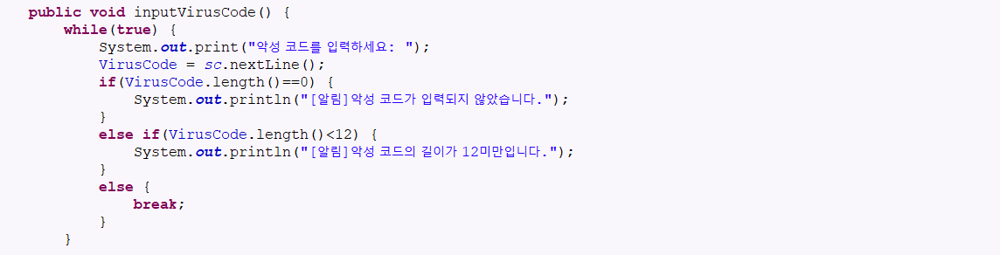 public void inputVirusCode() {
while(true) {
System.out.print("악성 코드를 입력하세요: ");
VirusCode = sc.nextLine();
if(VirusCode.length()==0) {
System.out.println("[알림]악성 코드가 입력되지 않았습니다.");
}
else if(VirusCode.length()<12) {
System.out.println("[알림]악성 코드의 길이가 12미만입니다.");
}
else {
break;
}
}